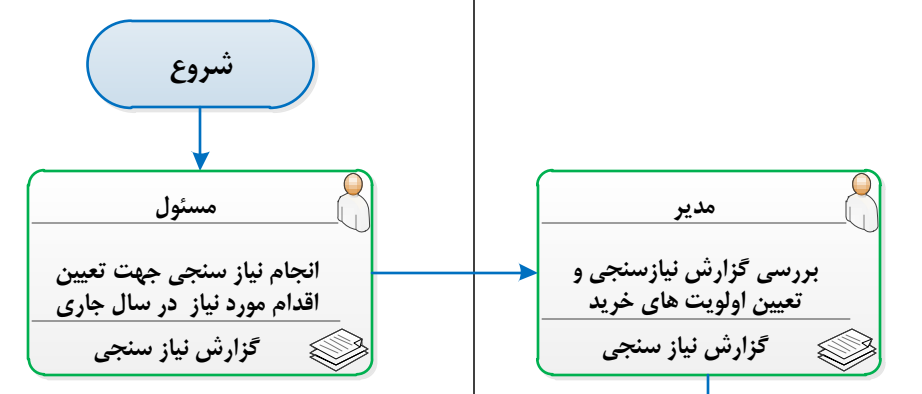 شروع
مسئول
انجام نیاز سنجی جهت تعیین
اقدام مورد نیاز در سال جاری
گزارش نیاز سنجی
مدیر
بررسی گزارش نیازسنجی و
تعیین اولویت های خرید
گزارش نیاز سنجی